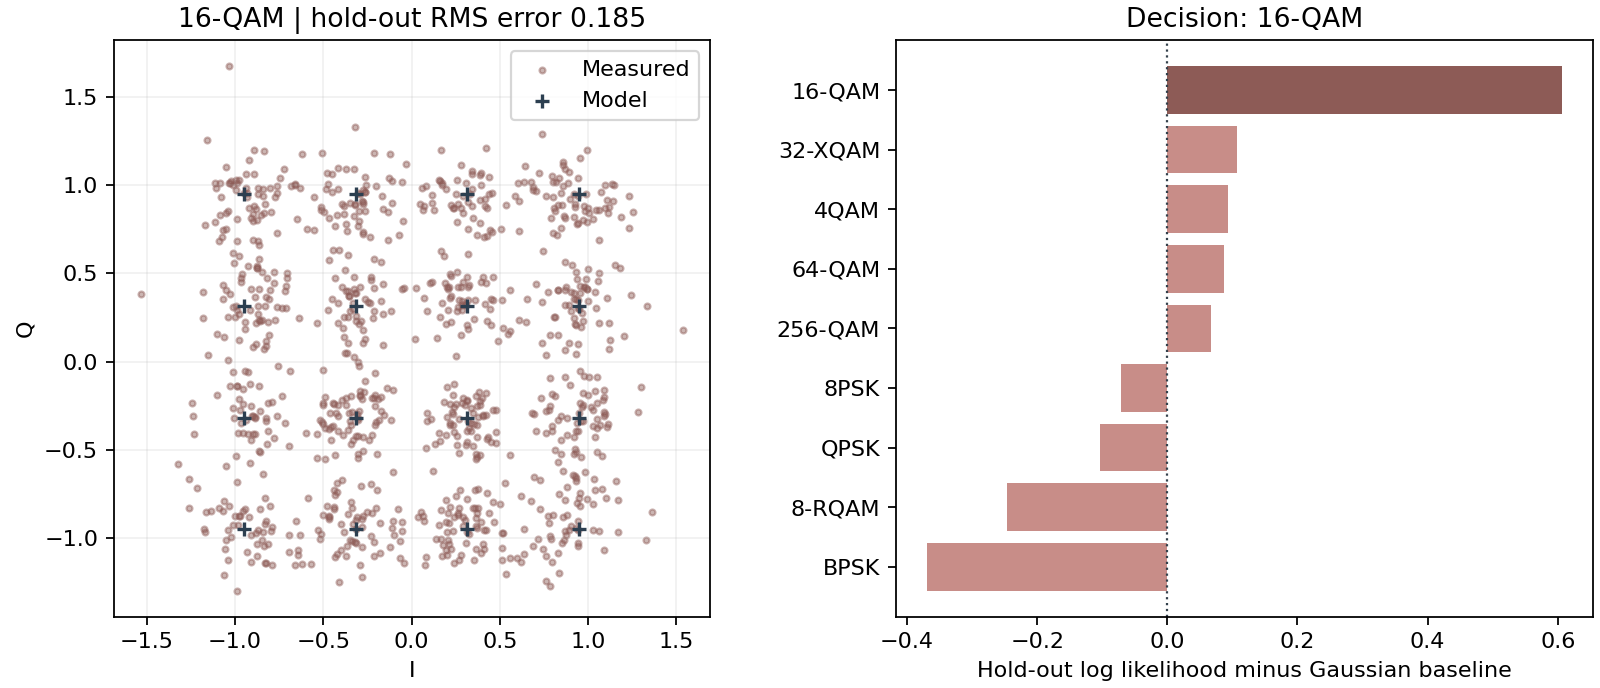 16-QAM | hold-out RMS error 0.185
Measured
Model
1.5
1.0
0.5
0.0
−0.5
−1.0
Q
−1.5
−1.0
−0.5
0.0
0.5
1.0
1.5
I
Decision: 16-QAM
16-QAM
32-XQAM
4QAM
64-QAM
256-QAM
8PSK
QPSK
8-RQAM
BPSK
−0.4
−0.2
0.0
0.2
0.4
0.6
Hold-out log likelihood minus Gaussian baseline